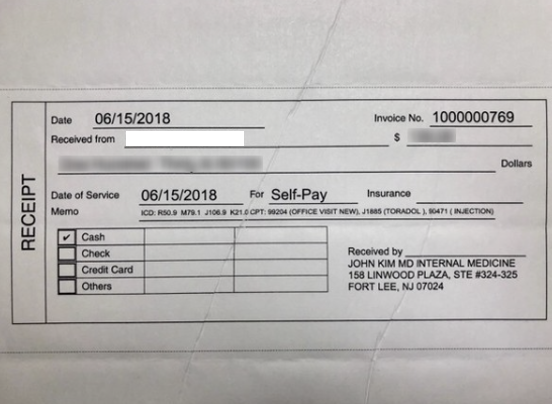 RECEIPT
Date 06/15/2018 Invoice No. 1000000769
Received from $
Dollars
Date of Service 06/15/2018 For Self-Pay Insurance
Memo ICD: R50.9 M79.1 J106.9 K21.0 CPT: 99204 (OFFICE VISIT NEW), J1885 (TORADOL ), 90471 ( INJECTION)
✔ Cash
Check
Credit Card
Others
Received by
JOHN KIM MD INTERNAL MEDICINE
158 LINWOOD PLAZA, STE #324-325
FORT LEE, NJ 07024